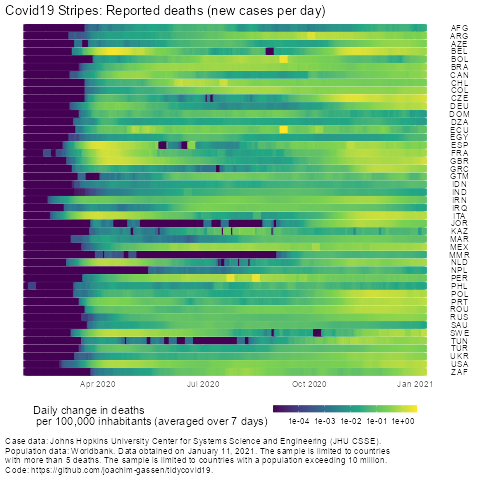 Covid19 Stripes: Reported deaths (new cases per day)
AFG
ARG
AZE
BEL
BOL
BRA
CAN
CHL
COL
CZE
DEU
DOM
DZA
ECU
EGY
ESP
FRA
GBR
GRC
GTM
IDN
IND
IRN
IRQ
ITA
JOR
KAZ
MAR
MEX
MMR
NLD
NPL
PER
PHL
POL
PRT
ROU
RUS
SAU
SWE
TUN
TUR
UKR
USA
ZAF
Apr 2020 Jul 2020 Oct 2020 Jan 2021
Daily change in deaths
per 100,000 inhabitants (averaged over 7 days)
1e-04 1e-03 1e-02 1e-01 1e+00
Case data: Johns Hopkins University Center for Systems Science and Engineering (JHU CSSE).
Population data: Worldbank. Data obtained on January 11, 2021. The sample is limited to countries
with more than 5 deaths. The sample is limited to countries with a population exceeding 10 million.
Code: https://github.com/joachim-gassen/tidycovid19.